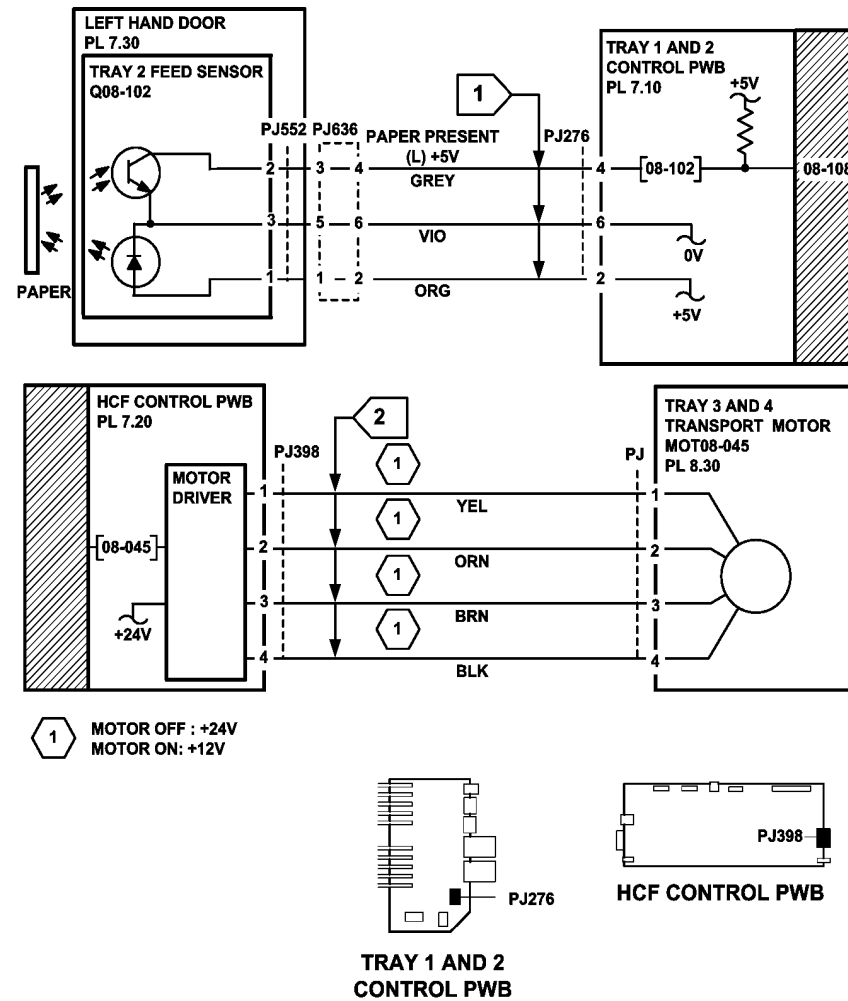 LEFT HAND DOOR
PL 7.30
TRAY 2 FEED SENSOR
Q08-102
TRAY 1 AND 2
CONTROL PWB
PL 7.10
+5V
1
PJ552 PJ636 PAPER PRESENT PJ276
(L) +5V
2 3 4 4 [08-102] 08-108
GREY
3 5 6 6
VIO
0V
1 1 2 2
ORG
+5V
PAPER
HCF CONTROL PWB
PL 7.20
TRAY 3 AND 4
TRANSPORT MOTOR
MOT08-045
PL 8.30
2
PJ398
1
PJ
MOTOR
DRIVER
1 1
YEL
1
[08-045] 2 2
ORN
1
3 3
BRN
+24V
1
4 4
BLK
1 MOTOR OFF : +24V
MOTOR ON: +12V
PJ398
HCF CONTROL PWB
PJ276
TRAY 1 AND 2
CONTROL PWB